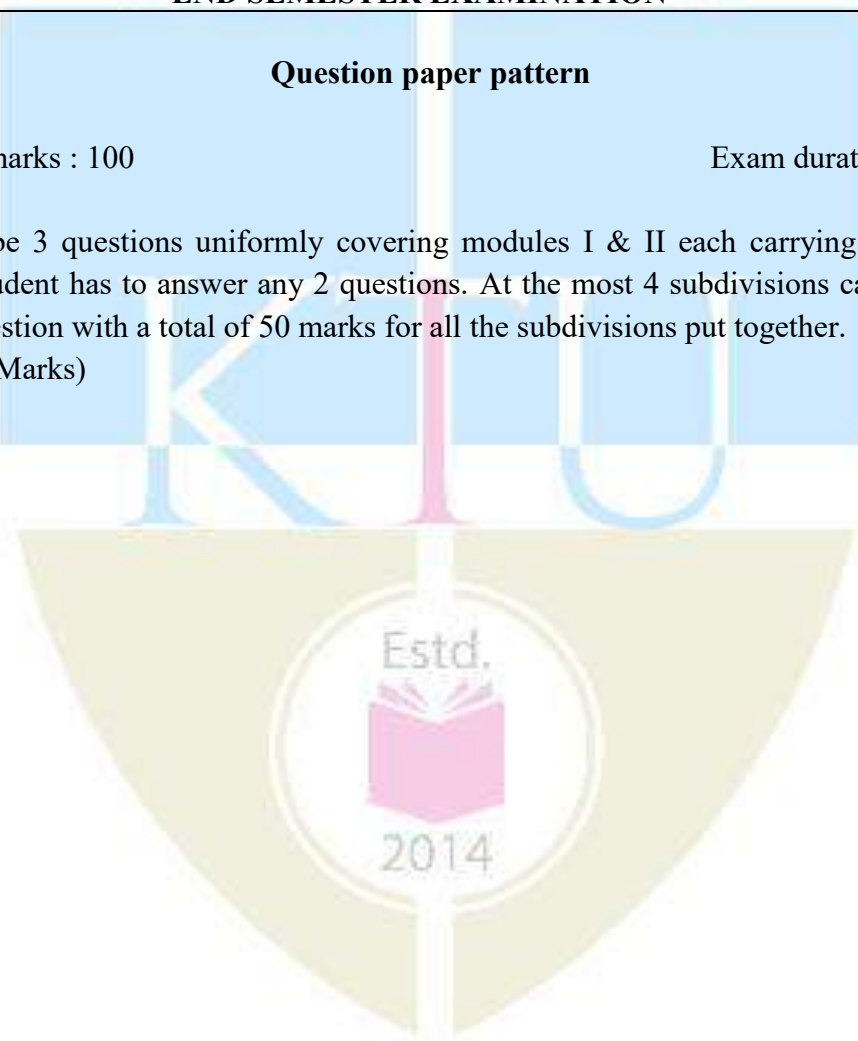 END SEMESTER EXAMINATION
Question paper pattern
marks : 100 Exam durat
be 3 questions uniformly covering modules I & II each carrying
udent has to answer any 2 questions. At the most 4 subdivisions ca
estion with a total of 50 marks for all the subdivisions put together.
Marks)
KTU
Estd.
2014